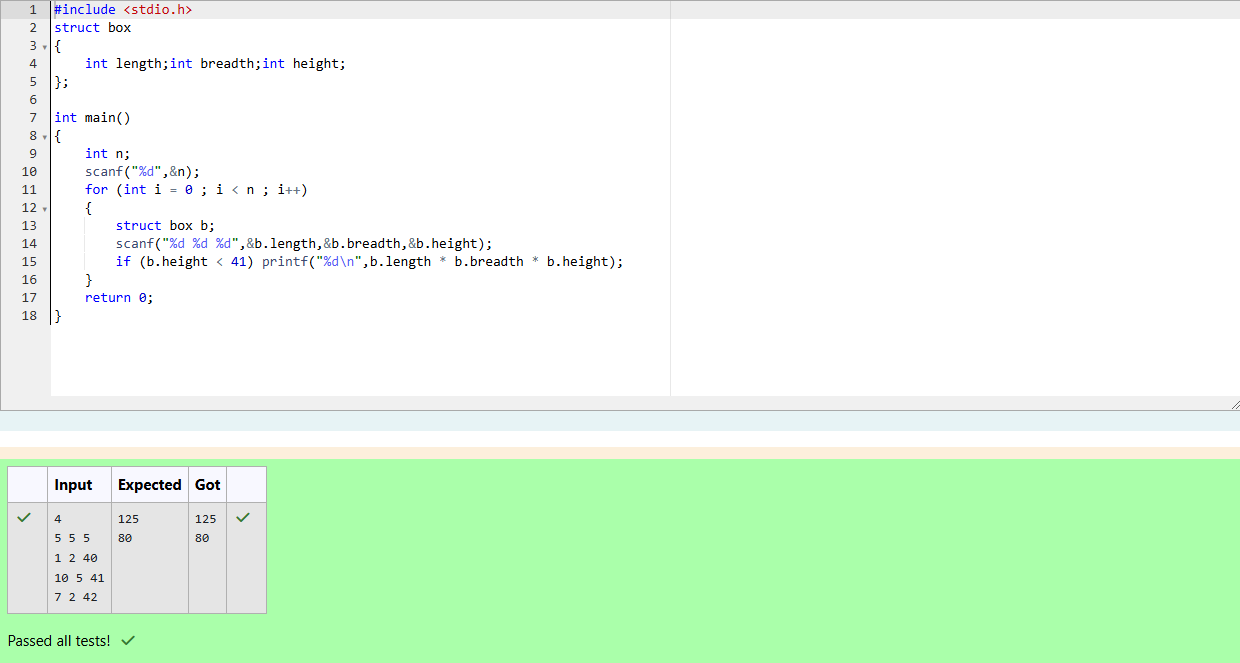 1 #include <stdio.h>
2 struct box
3 {
4     int length;int breadth;int height;
5 };
6
7 int main()
8 {
9     int n;
10     scanf("%d",&n);
11     for (int i = 0 ; i < n ; i++)
12     {
13         struct box b;
14         scanf("%d %d %d",&b.length,&b.breadth,&b.height);
15         if (b.height < 41) printf("%d\n",b.length * b.breadth * b.height);
16     }
17     return 0;
18 }
Input Expected Got
4 125 125
5 5 5 80 80
1 2 40
10 5 41
7 2 42
Passed all tests!